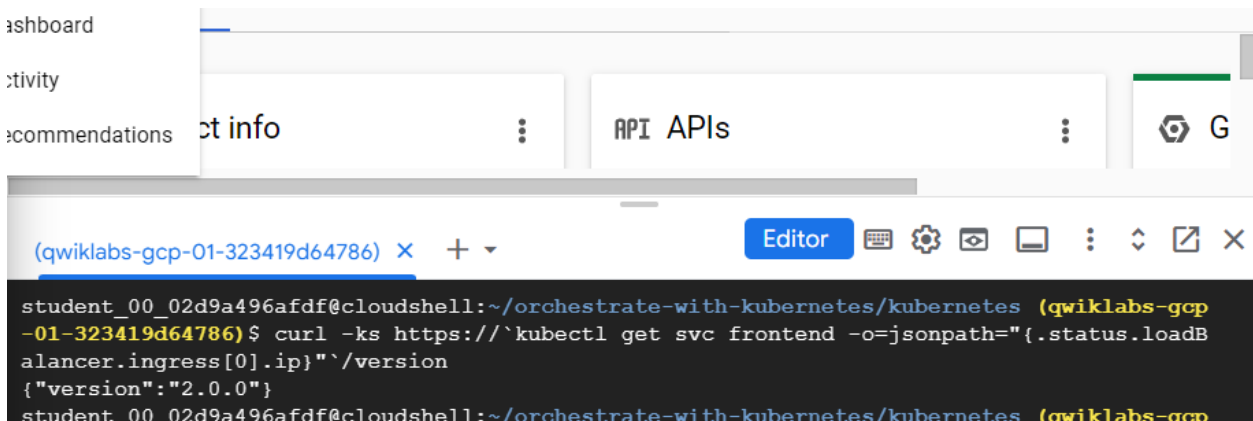 ashboard
ctivity
ecommendations
ct info
API APIs
G
(qwiklabs-gcp-01-323419d64786)
Editor
student_00_02d9a496afdf@cloudshell:~/orchestrate-with-kubernetes/kubernetes (qwiklabs-gcp
-01-323419d64786)$ curl -ks https://`kubectl get svc frontend -o=jsonpath="{.status.loadB
alancer.ingress[0].ip}"`/version
{"version":"2.0.0"}
student_00_02d9a496afdf@cloudshell:~/orchestrate-with-kubernetes/kubernetes (qwiklabs-gcp